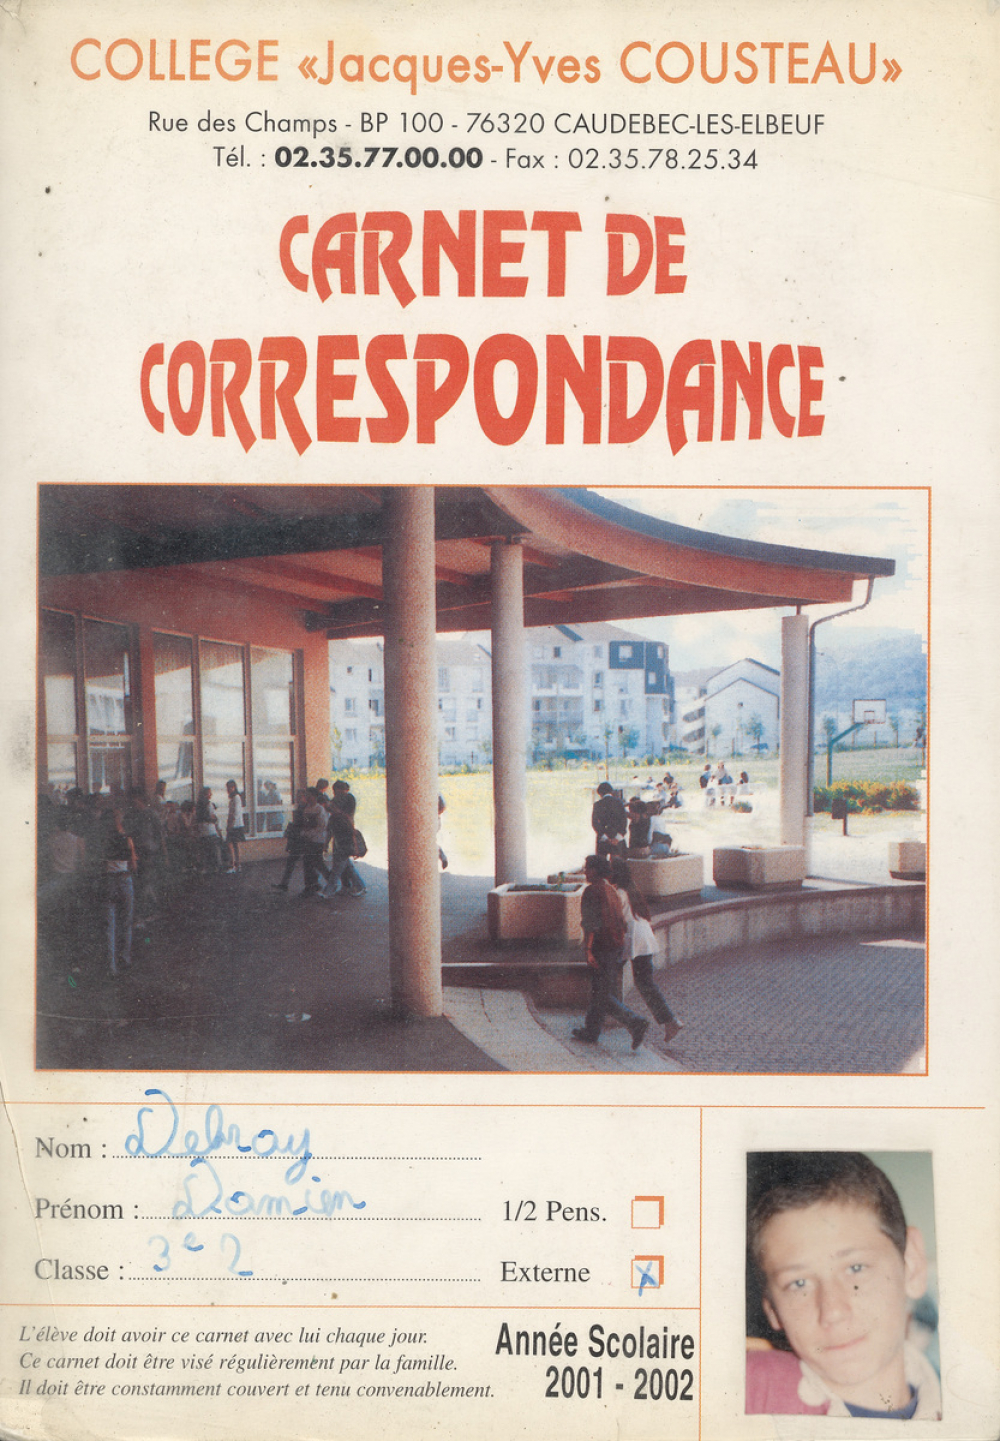 COLLEGE «Jacques-Yves COUSTEAU»
Rue des Champs - BP 100 - 76320 CAUDEBEC-LES-ELBEUF
Tél. : 02.35.77.00.00 - Fax : 02.35.78.25.34
CARNET DE
CORRESPONDANCE
Nom : Debray
Prénom : Damien
1/2 Pens.
Classe : 3e 2
Externe X
L'élève doit avoir ce carnet avec lui chaque jour.
Ce carnet doit être visé régulièrement par la famille.
Il doit être constamment couvert et tenu convenablement.
Année Scolaire
2001 - 2002